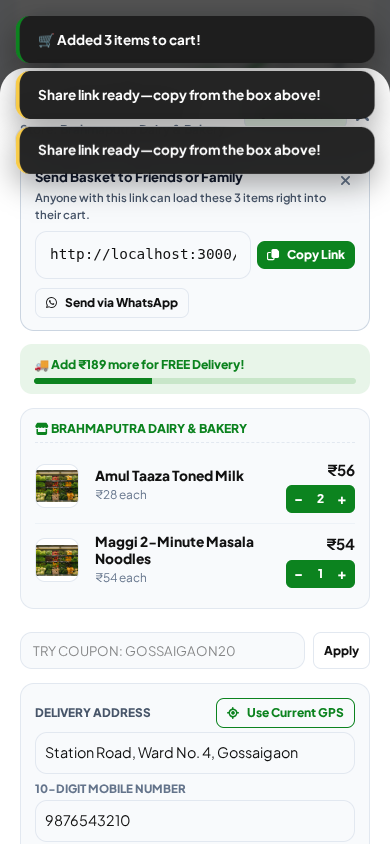 🛒 Added 3 items to cart!
Share link ready—copy from the box above!
Share link ready—copy from the box above!
Send Basket to Friends or Family
Anyone with this link can load these 3 items right into
their cart.
http://localhost:3000/
Copy Link
Send via WhatsApp
🚚 Add ₹189 more for FREE Delivery!
BRAHMAPUTRA DAIRY & BAKERY
Amul Taaza Toned Milk
₹28 each
₹56
− 2 +
Maggi 2-Minute Masala
Noodles
₹54 each
₹54
− 1 +
TRY COUPON: GOSSAIGAON20
Apply
DELIVERY ADDRESS
Use Current GPS
Station Road, Ward No. 4, Gossaigaon
10-DIGIT MOBILE NUMBER
9876543210